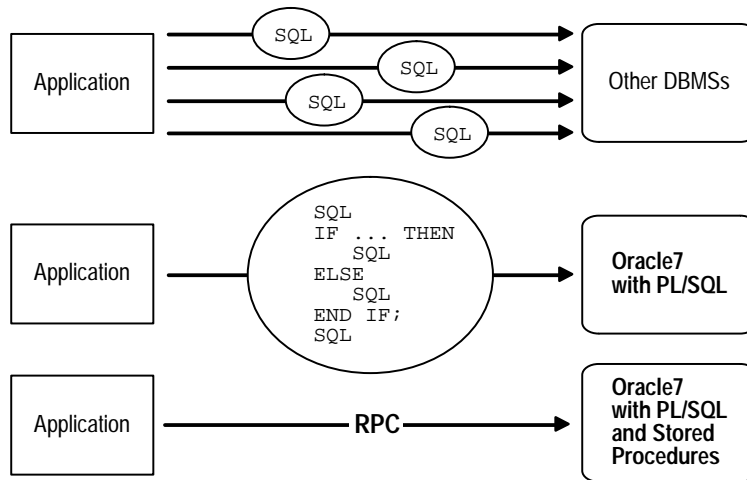 SQL
SQL
Application
Other DBMSs
SQL
SQL
SQL
IF ... THEN
SQL
ELSE
SQL
END IF;
SQL
Application
Oracle7
with PL/SQL
Application
RPC
Oracle7
with PL/SQL
and Stored
Procedures